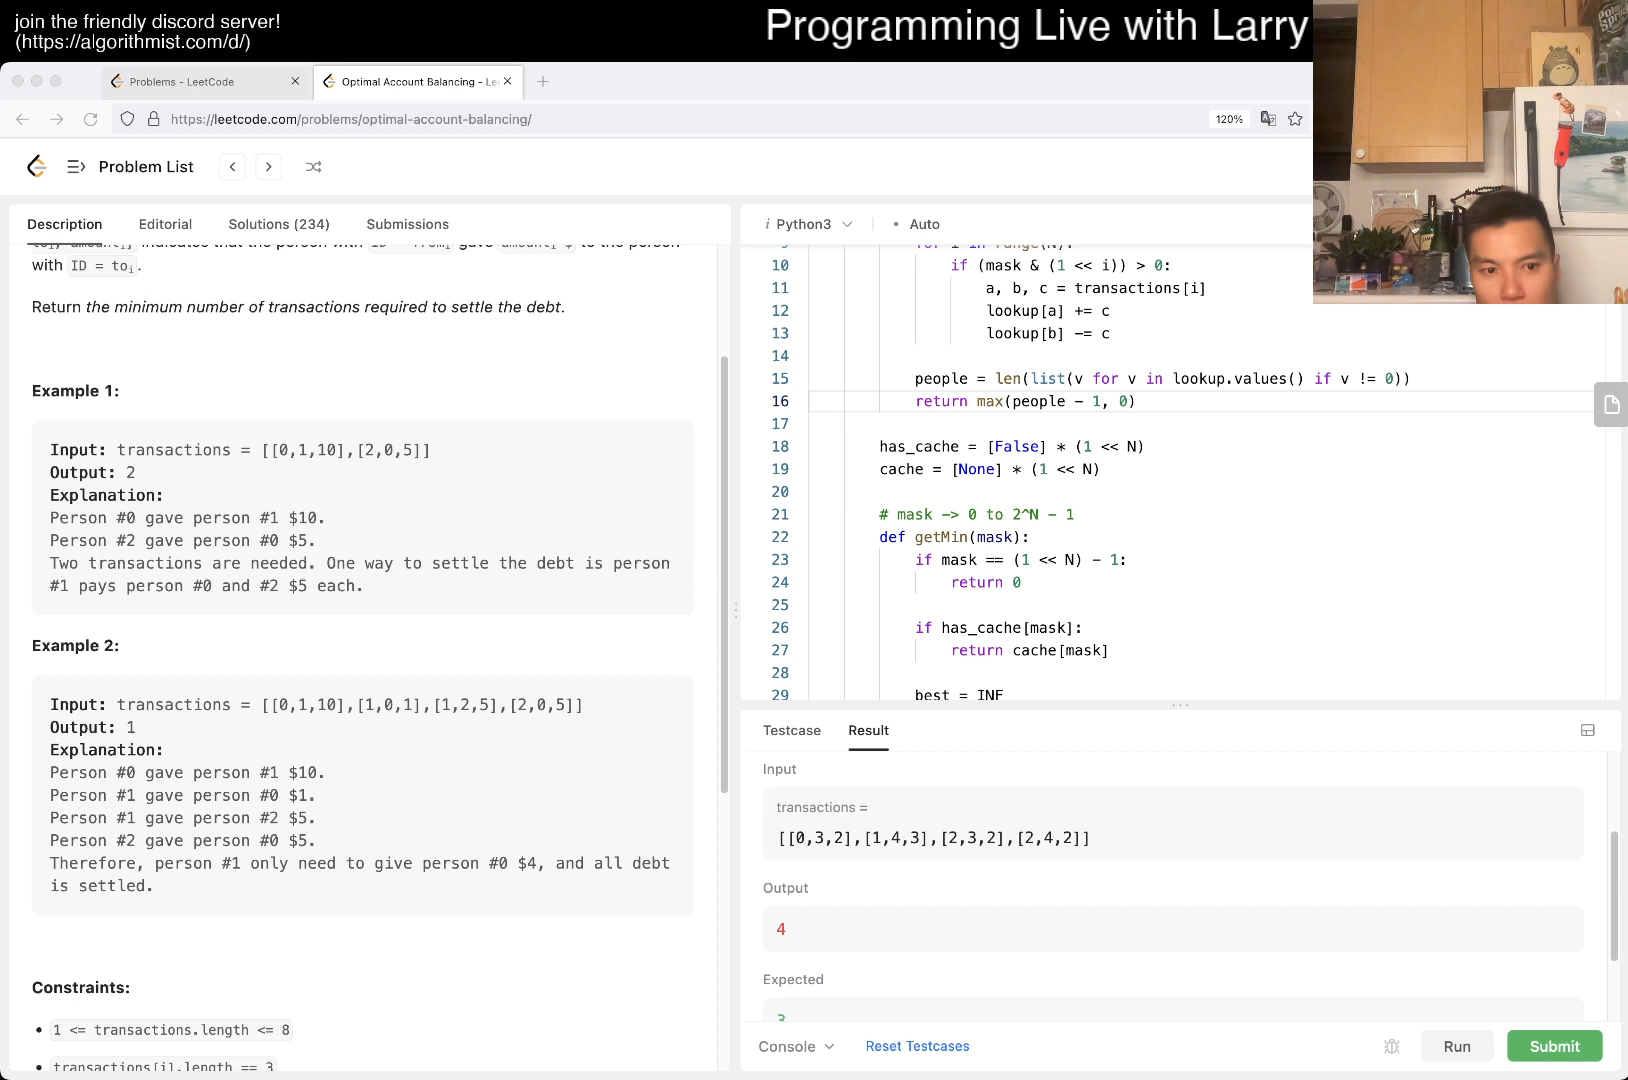 join the friendly discord server!
(https://algorithmist.com/d/)
Programming Live with Larry
Problems - LeetCode
Optimal Account Balancing - Le
https://leetcode.com/problems/optimal-account-balancing/
120%
Problem List
Description
Editorial
Solutions (234)
Submissions
with ID = toi.
Return the minimum number of transactions required to settle the debt.
Example 1:
Input: transactions = [[0,1,10],[2,0,5]]
Output: 2
Explanation:
Person #0 gave person #1 $10.
Person #2 gave person #0 $5.
Two transactions are needed. One way to settle the debt is person
#1 pays person #0 and #2 $5 each.
Example 2:
Input: transactions = [[0,1,10],[1,0,1],[1,2,5],[2,0,5]]
Output: 1
Explanation:
Person #0 gave person #1 $10.
Person #1 gave person #0 $1.
Person #1 gave person #2 $5.
Person #2 gave person #0 $5.
Therefore, person #1 only need to give person #0 $4, and all debt
is settled.
Constraints:
• 1 <= transactions.length <= 8
• transactions[i].length == 3
i Python3
• Auto
9 for i in range(N):
10 if (mask & (1 << i)) > 0:
11 a, b, c = transactions[i]
12 lookup[a] += c
13 lookup[b] -= c
14
15 people = len(list(v for v in lookup.values() if v != 0))
16 return max(people - 1, 0)
17
18 has_cache = [False] * (1 << N)
19 cache = [None] * (1 << N)
20
21 # mask -> 0 to 2^N - 1
22 def getMin(mask):
23 if mask == (1 << N) - 1:
24 return 0
25
26 if has_cache[mask]:
27 return cache[mask]
28
29 best = INF
Testcase
Result
Input
transactions =
[[0,3,2],[1,4,3],[2,3,2],[2,4,2]]
Output
4
Expected
3
Console
Reset Testcases
Run
Submit